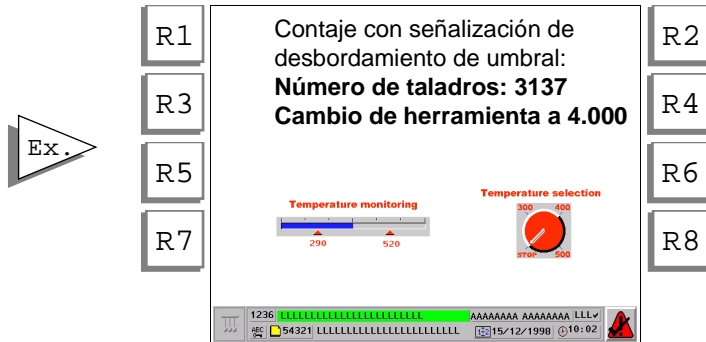 R1
Contaje con señalización de
desbordamiento de umbral:
Número de taladros: 3137
Cambio de herramienta a 4.000
R2
R3
R4
Ex.
R5
R6
Temperature monitoring
290 520
Temperature selection
300 400
STOP 500
R7
R8
1236 LLLLLLLLLLLLLLLLLLLLLLLL AAAAAAAA AAAAAAAA LLL✓
ABC 54321 LLLLLLLLLLLLLLLLLLLLLLLL 15/12/1998 10:02